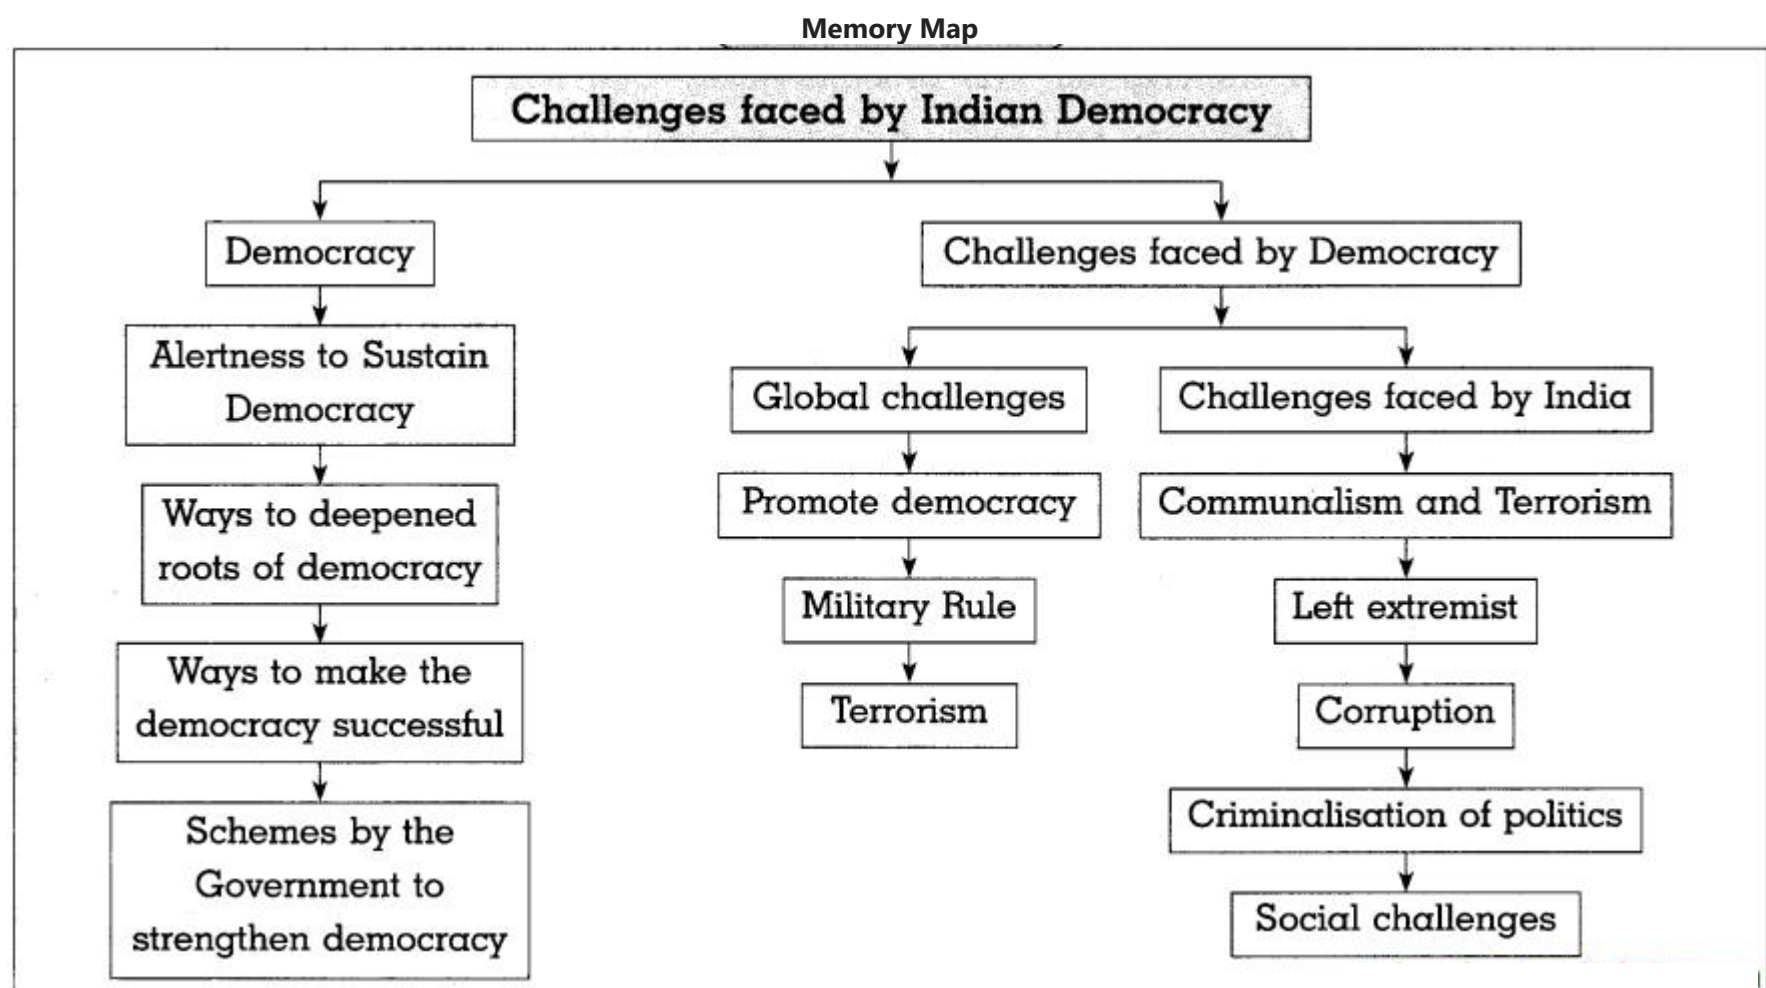 Memory Map
Challenges faced by Indian Democracy
Democracy
Alertness to Sustain
Democracy
Ways to deepened
roots of democracy
Ways to make the
democracy successful
Schemes by the
Government to
strengthen democracy
Challenges faced by Democracy
Global challenges
Promote democracy
Military Rule
Terrorism
Challenges faced by India
Communalism and Terrorism
Left extremist
Corruption
Criminalisation of politics
Social challenges